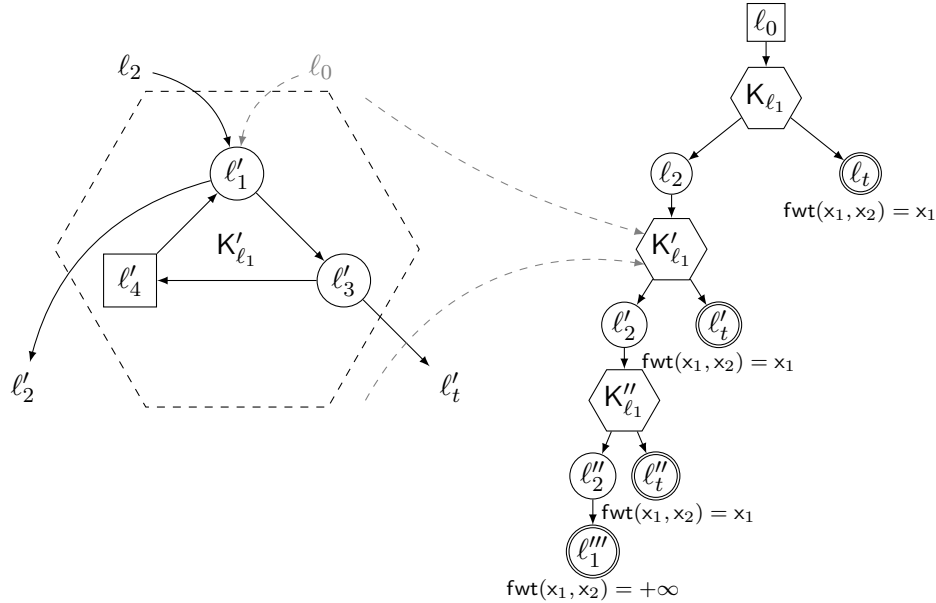 ℓ₂
ℓ₀
ℓ′₁
K′ℓ₁
ℓ′₄
ℓ′₃
ℓ′₂
ℓ′ₜ
ℓ₀
Kℓ₁
ℓ₂
ℓₜ
fwt(x₁, x₂) = x₁
K′ℓ₁
ℓ′₂
ℓ′ₜ
fwt(x₁, x₂) = x₁
K″ℓ₁
ℓ″₂
ℓ″ₜ
fwt(x₁, x₂) = x₁
ℓ‴₁
fwt(x₁, x₂) = +∞